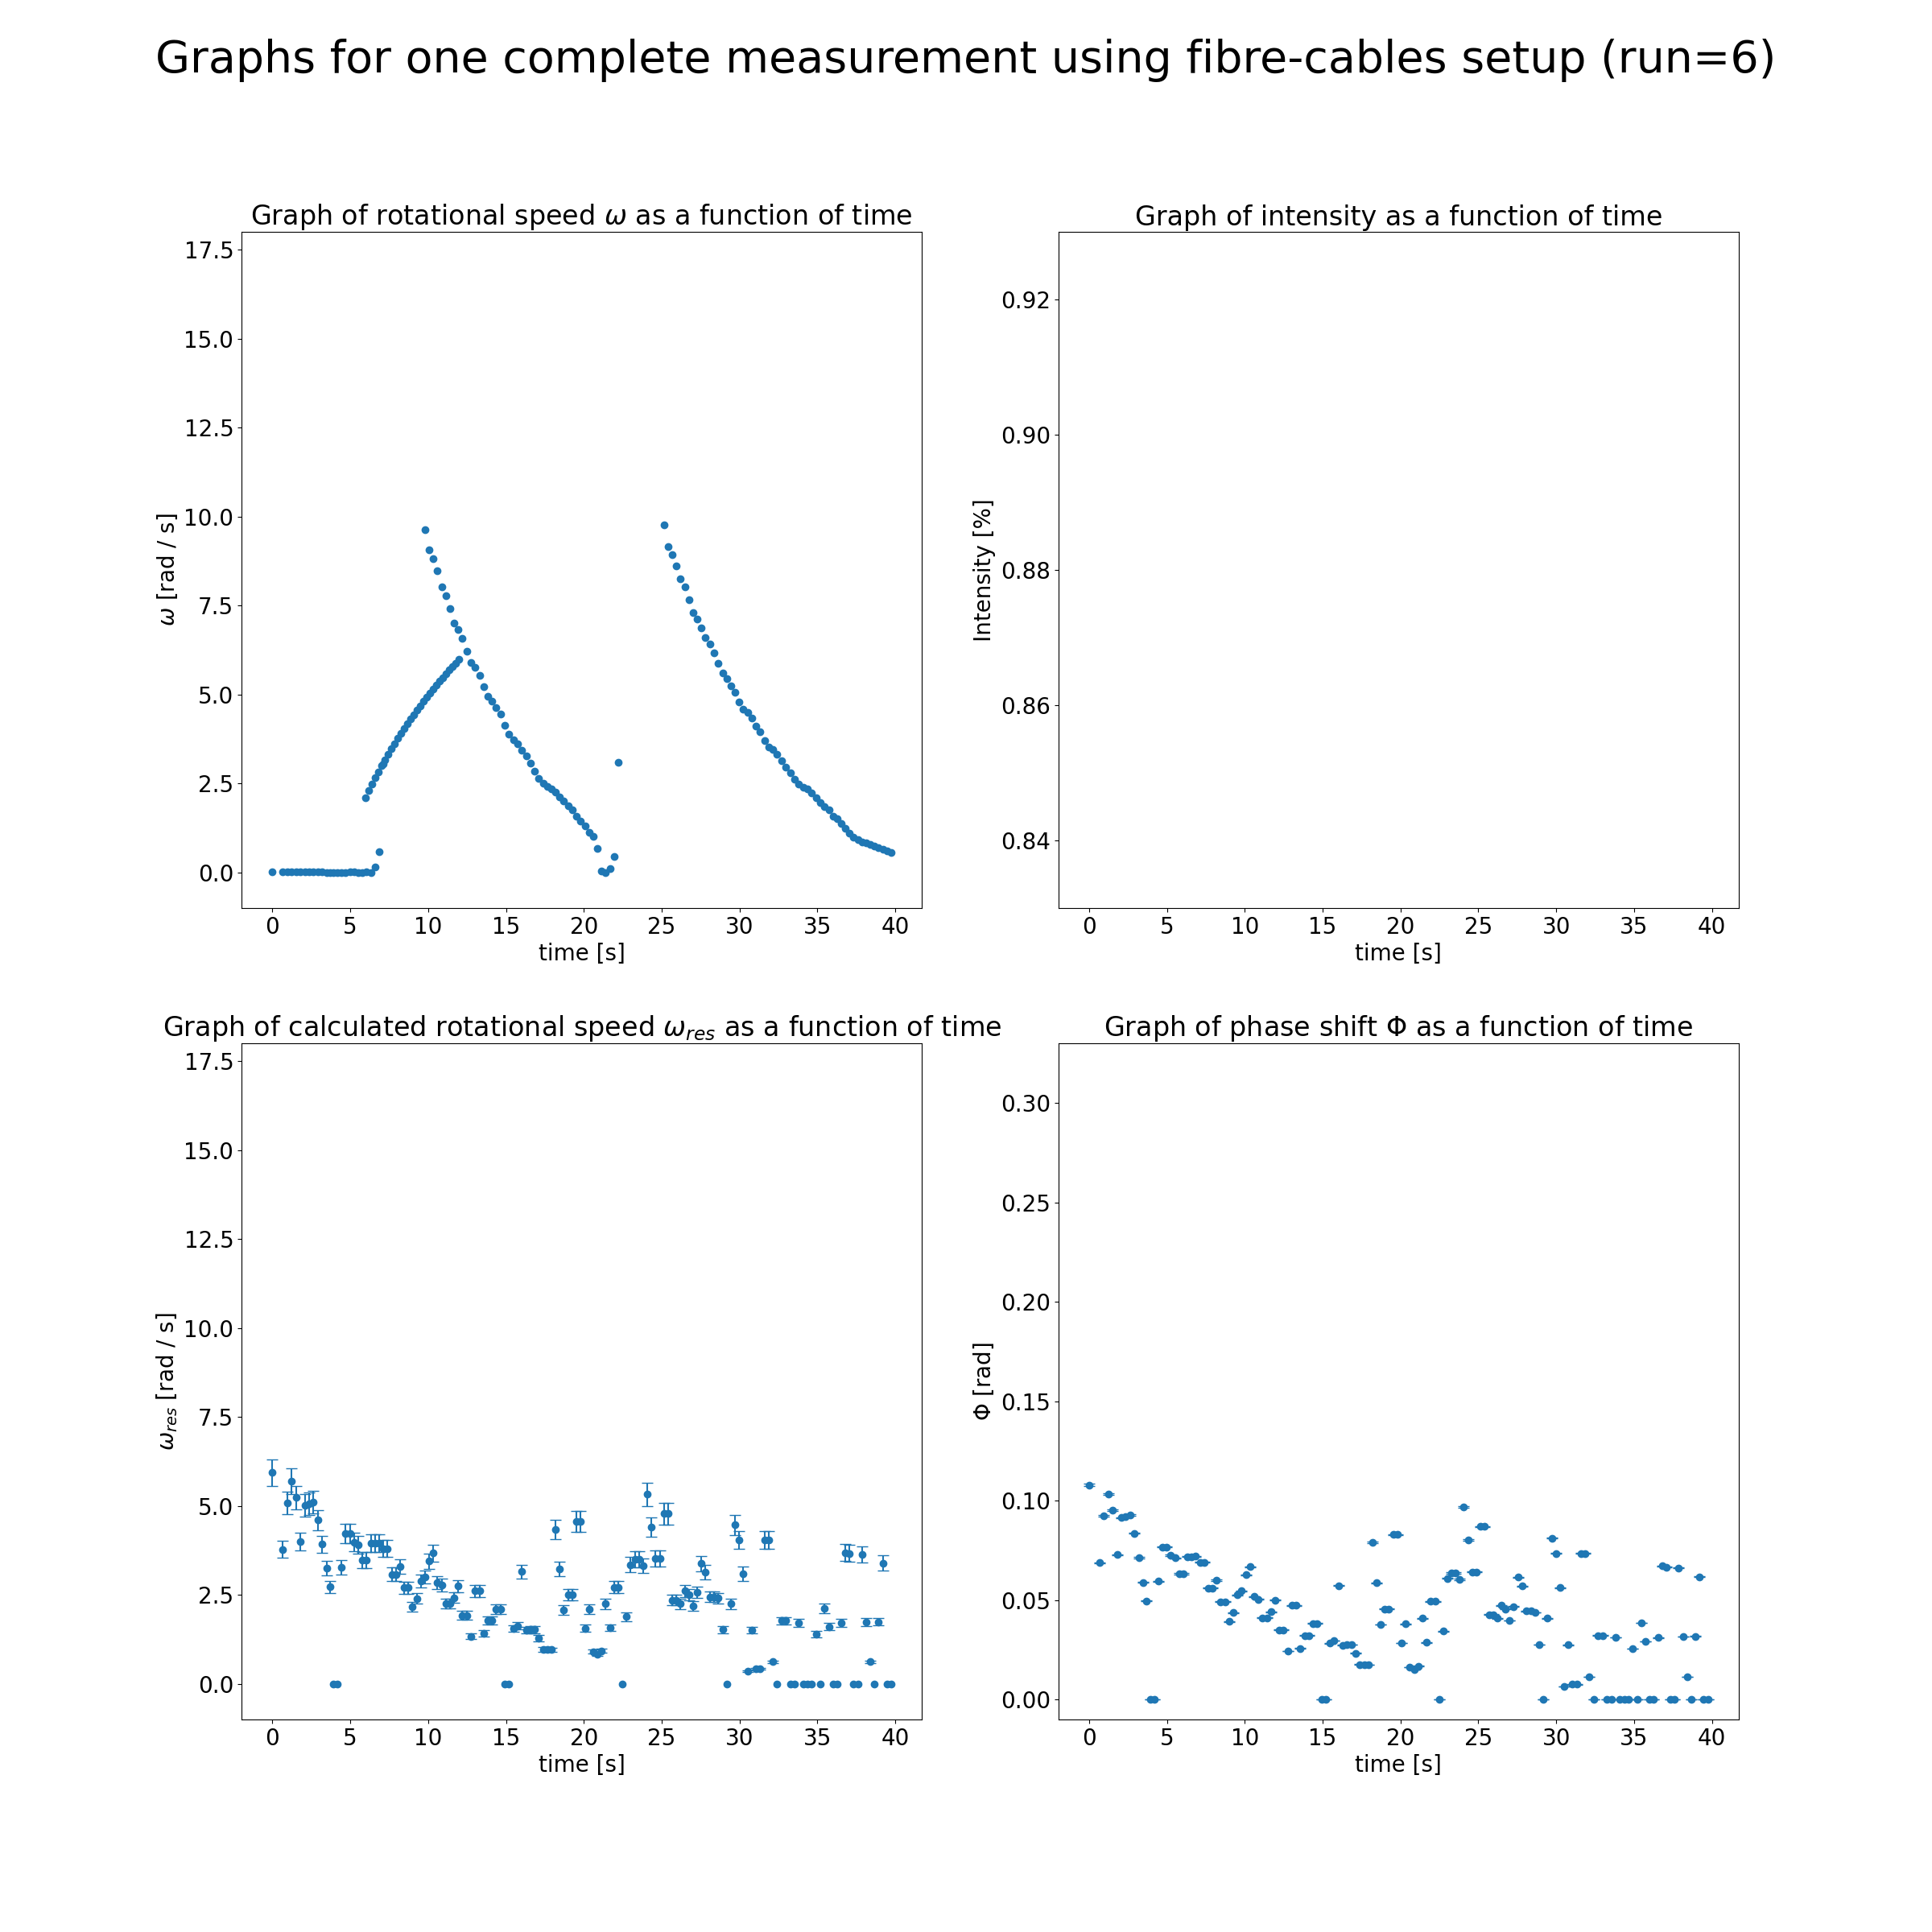 Graphs for one complete measurement using fibre-cables setup (run=6)
Graph of rotational speed ω as a function of time
17.5
15.0
12.5
10.0
7.5
5.0
2.5
0.0
ω [rad / s]
0 5 10 15 20 25 30 35 40
time [s]
Graph of intensity as a function of time
0.92
0.90
0.88
0.86
0.84
Intensity [%]
0 5 10 15 20 25 30 35 40
time [s]
Graph of calculated rotational speed ω_res as a function of time
17.5
15.0
12.5
10.0
7.5
5.0
2.5
0.0
ω_res [rad / s]
0 5 10 15 20 25 30 35 40
time [s]
Graph of phase shift Φ as a function of time
0.30
0.25
0.20
0.15
0.10
0.05
0.00
Φ [rad]
0 5 10 15 20 25 30 35 40
time [s]